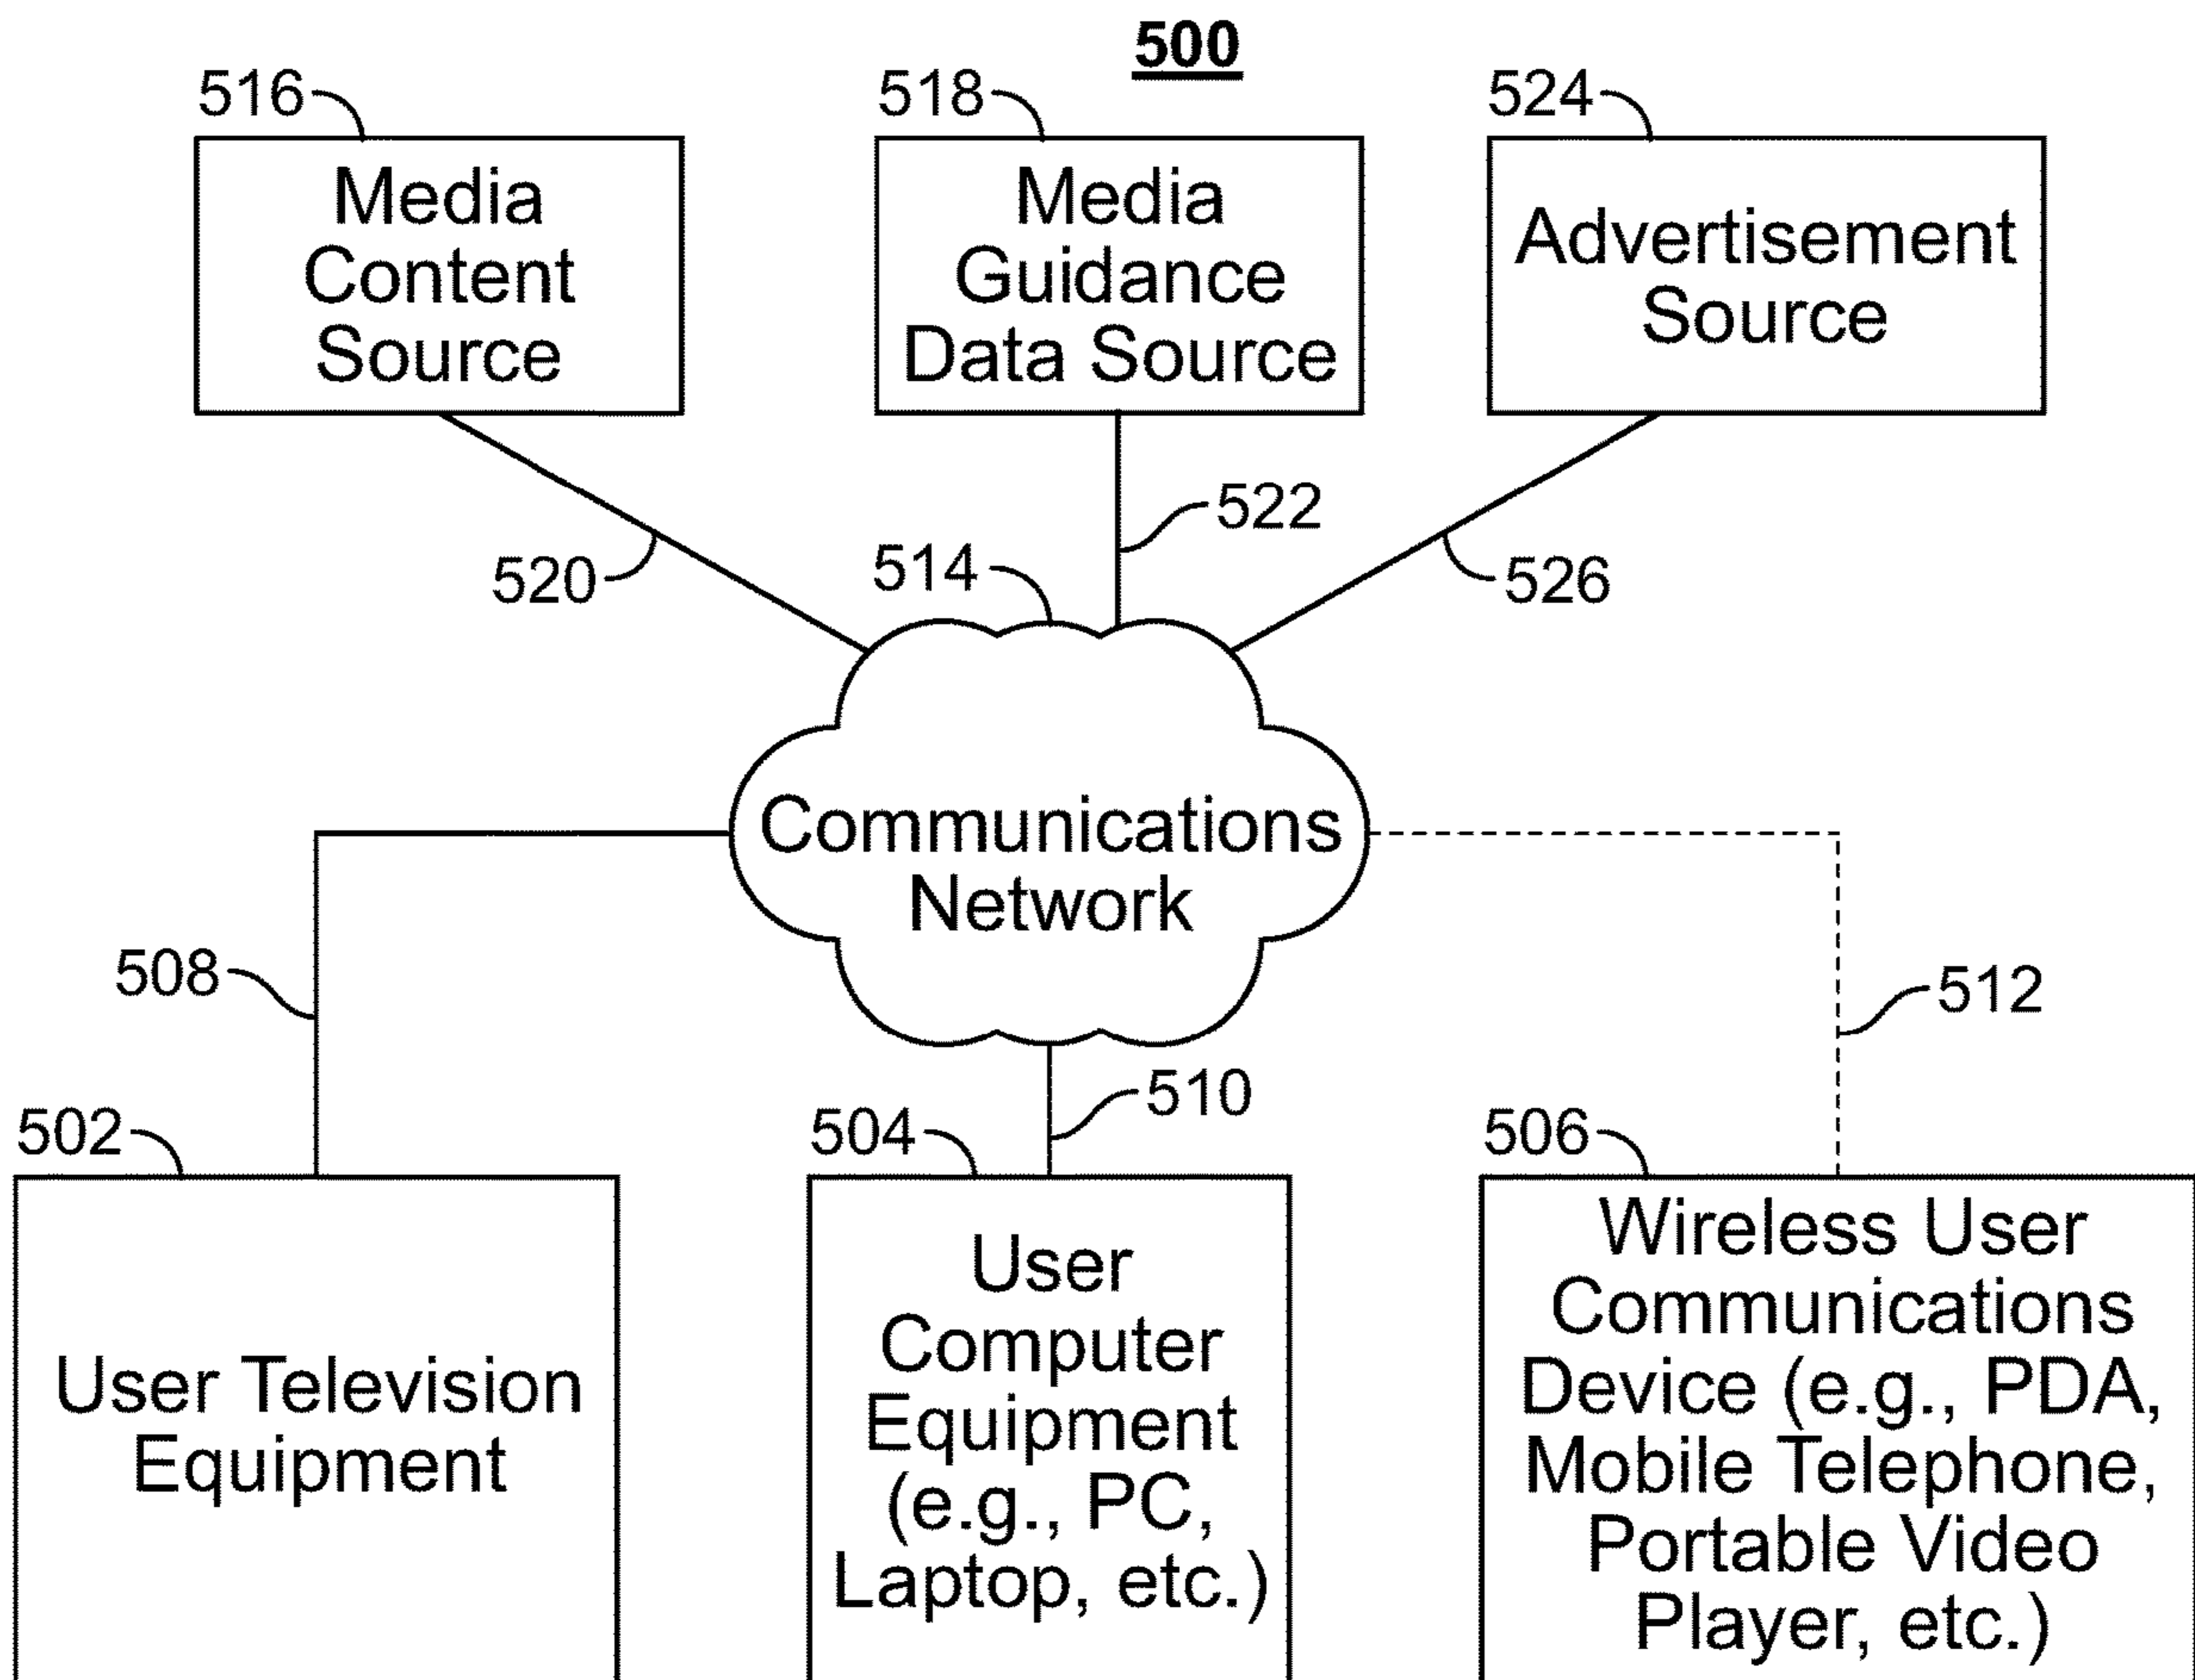 500
516
518
524
Media
Content
Source
Media
Guidance
Data Source
Advertisement
Source
522
520
514
526
Communications
Network
508
512
510
502
504
506
User Television
Equipment
User
Computer
Equipment
(e.g., PC,
Laptop, etc.)
Wireless User
Communications
Device (e.g., PDA,
Mobile Telephone,
Portable Video
Player, etc.)